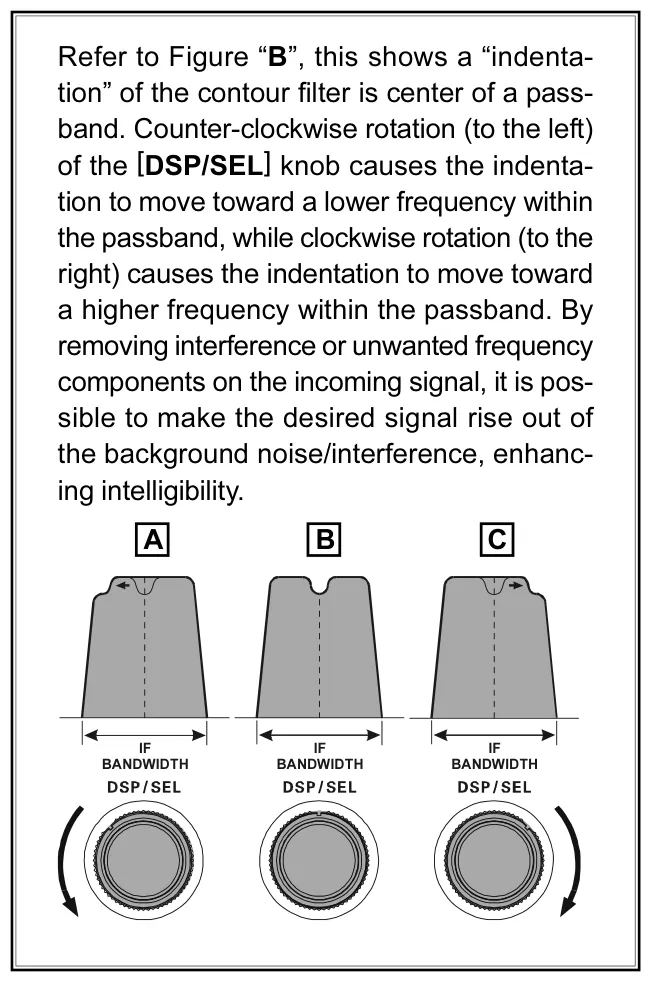 Refer to Figure “B”, this shows a “indenta-
tion” of the contour filter is center of a pass-
band. Counter-clockwise rotation (to the left)
of the [DSP/SEL] knob causes the indenta-
tion to move toward a lower frequency within
the passband, while clockwise rotation (to the
right) causes the indentation to move toward
a higher frequency within the passband. By
removing interference or unwanted frequency
components on the incoming signal, it is pos-
sible to make the desired signal rise out of
the background noise/interference, enhanc-
ing intelligibility.
A B C
IF IF IF
BANDWIDTH BANDWIDTH BANDWIDTH
DSP/SEL DSP/SEL DSP/SEL